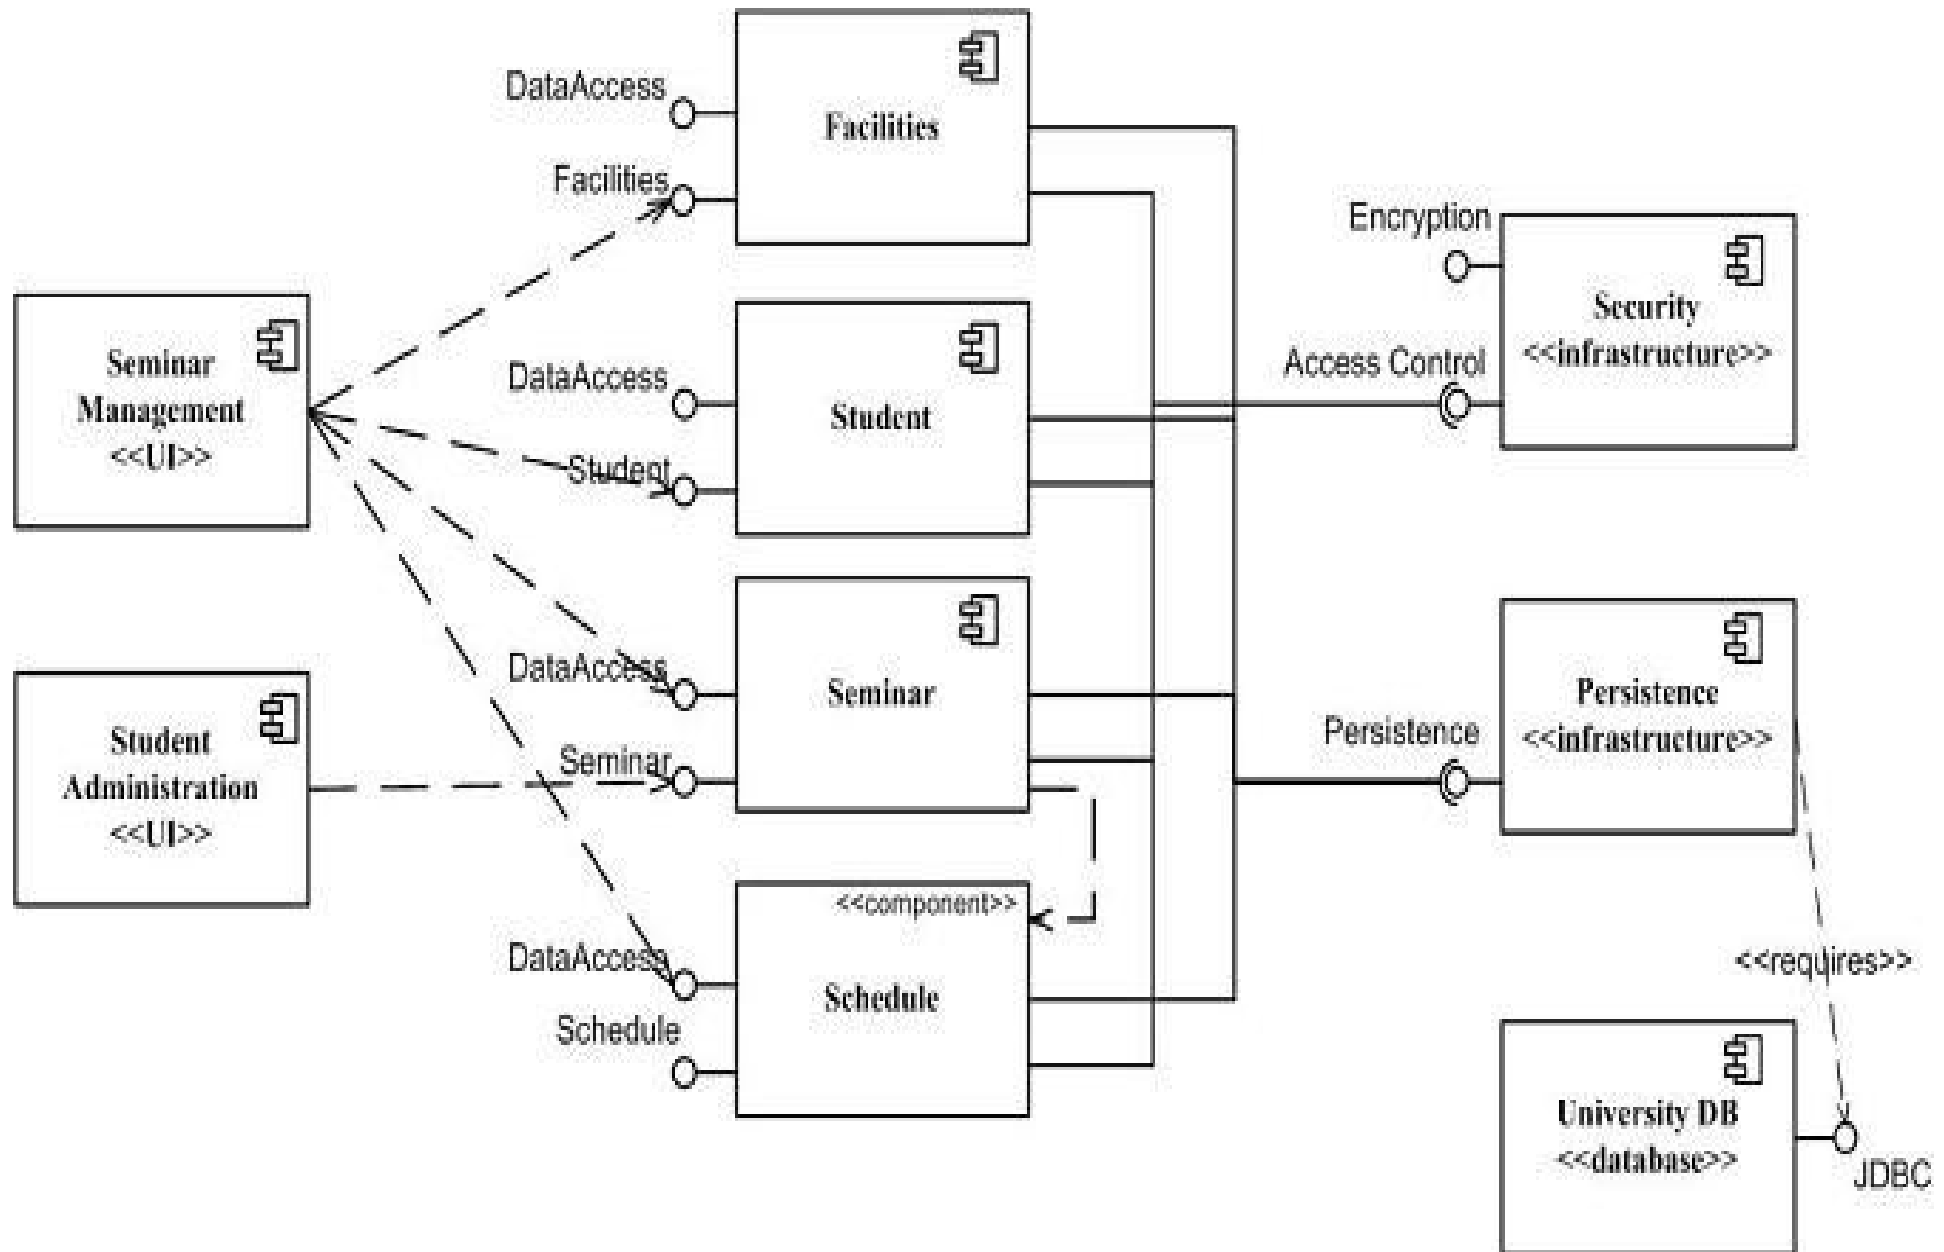 DataAccess
Facilities
Facilities
Encryption
Security
<<infrastructure>>
Access Control
Seminar
Management
<<UI>>
DataAccess
Student
Student
DataAccess
Seminar
Seminar
Persistence
<<infrastructure>>
Persistence
Student
Administration
<<UI>>
<<component>>
DataAccess
Schedule
Schedule
<<requires>>
University DB
<<database>>
JDBC